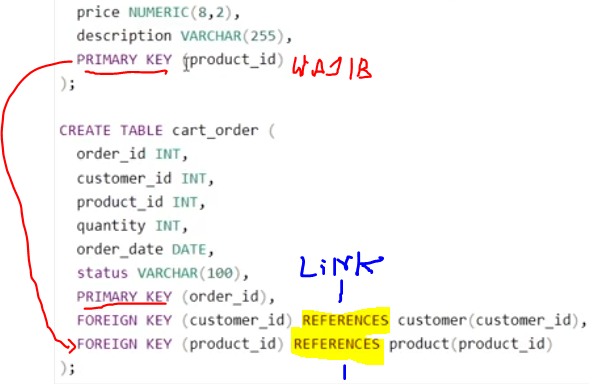 price NUMERIC(8,2),
description VARCHAR(255),
PRIMARY KEY (product_id) WAJIB
);
CREATE TABLE cart_order (
order_id INT,
customer_id INT,
product_id INT,
quantity INT,
order_date DATE,
status VARCHAR(100),
LINK
PRIMARY KEY (order_id),
FOREIGN KEY (customer_id) REFERENCES customer(customer_id),
FOREIGN KEY (product_id) REFERENCES product(product_id)
);